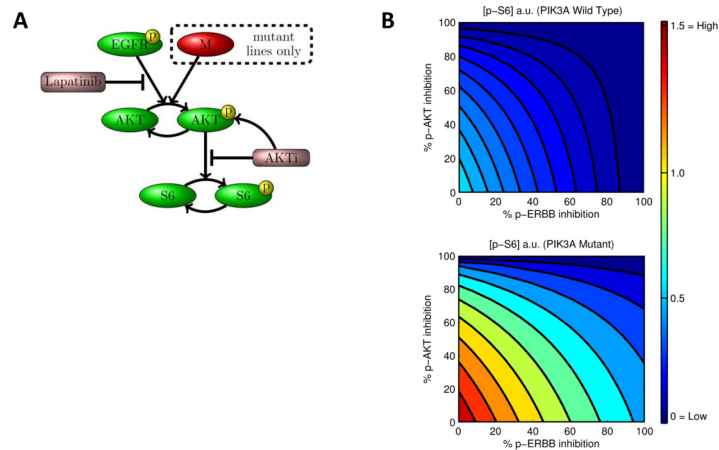 A
EGFR
P
M
mutant
lines only
Lapatinib
AKT
AKT
P
AKTi
S6
S6
P
B
[p−S6] a.u. (PIK3A Wild Type)
100
80
60
40
20
0
% p−AKT inhibition
0 20 40 60 80 100
% p−ERBB inhibition
[p−S6] a.u. (PIK3A Mutant)
100
80
60
40
20
0
% p−AKT inhibition
0 20 40 60 80 100
% p−ERBB inhibition
1.5 = High
1.0
0.5
0 = Low